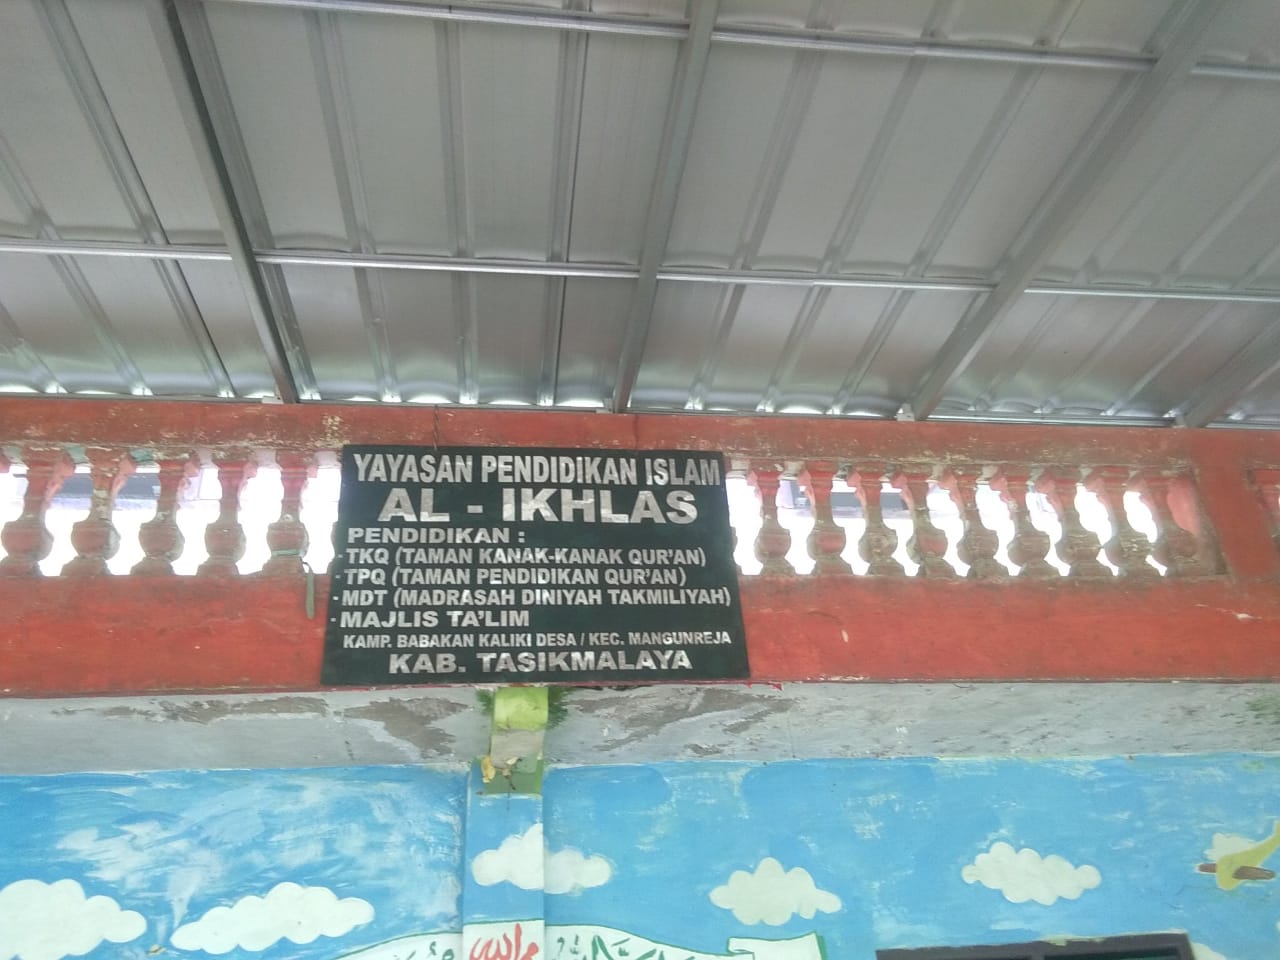 YAYASAN PENDIDIKAN ISLAM
AL - IKHLAS
PENDIDIKAN :
- TKQ (TAMAN KANAK-KANAK QUR'AN)
- TPQ (TAMAN PENDIDIKAN QUR'AN)
- MDT (MADRASAH DINIYAH TAKMILIYAH)
- MAJLIS TA'LIM
KAMP. BABAKAN KALIKI DESA / KEC. MANGUNREJA
KAB. TASIKMALAYA